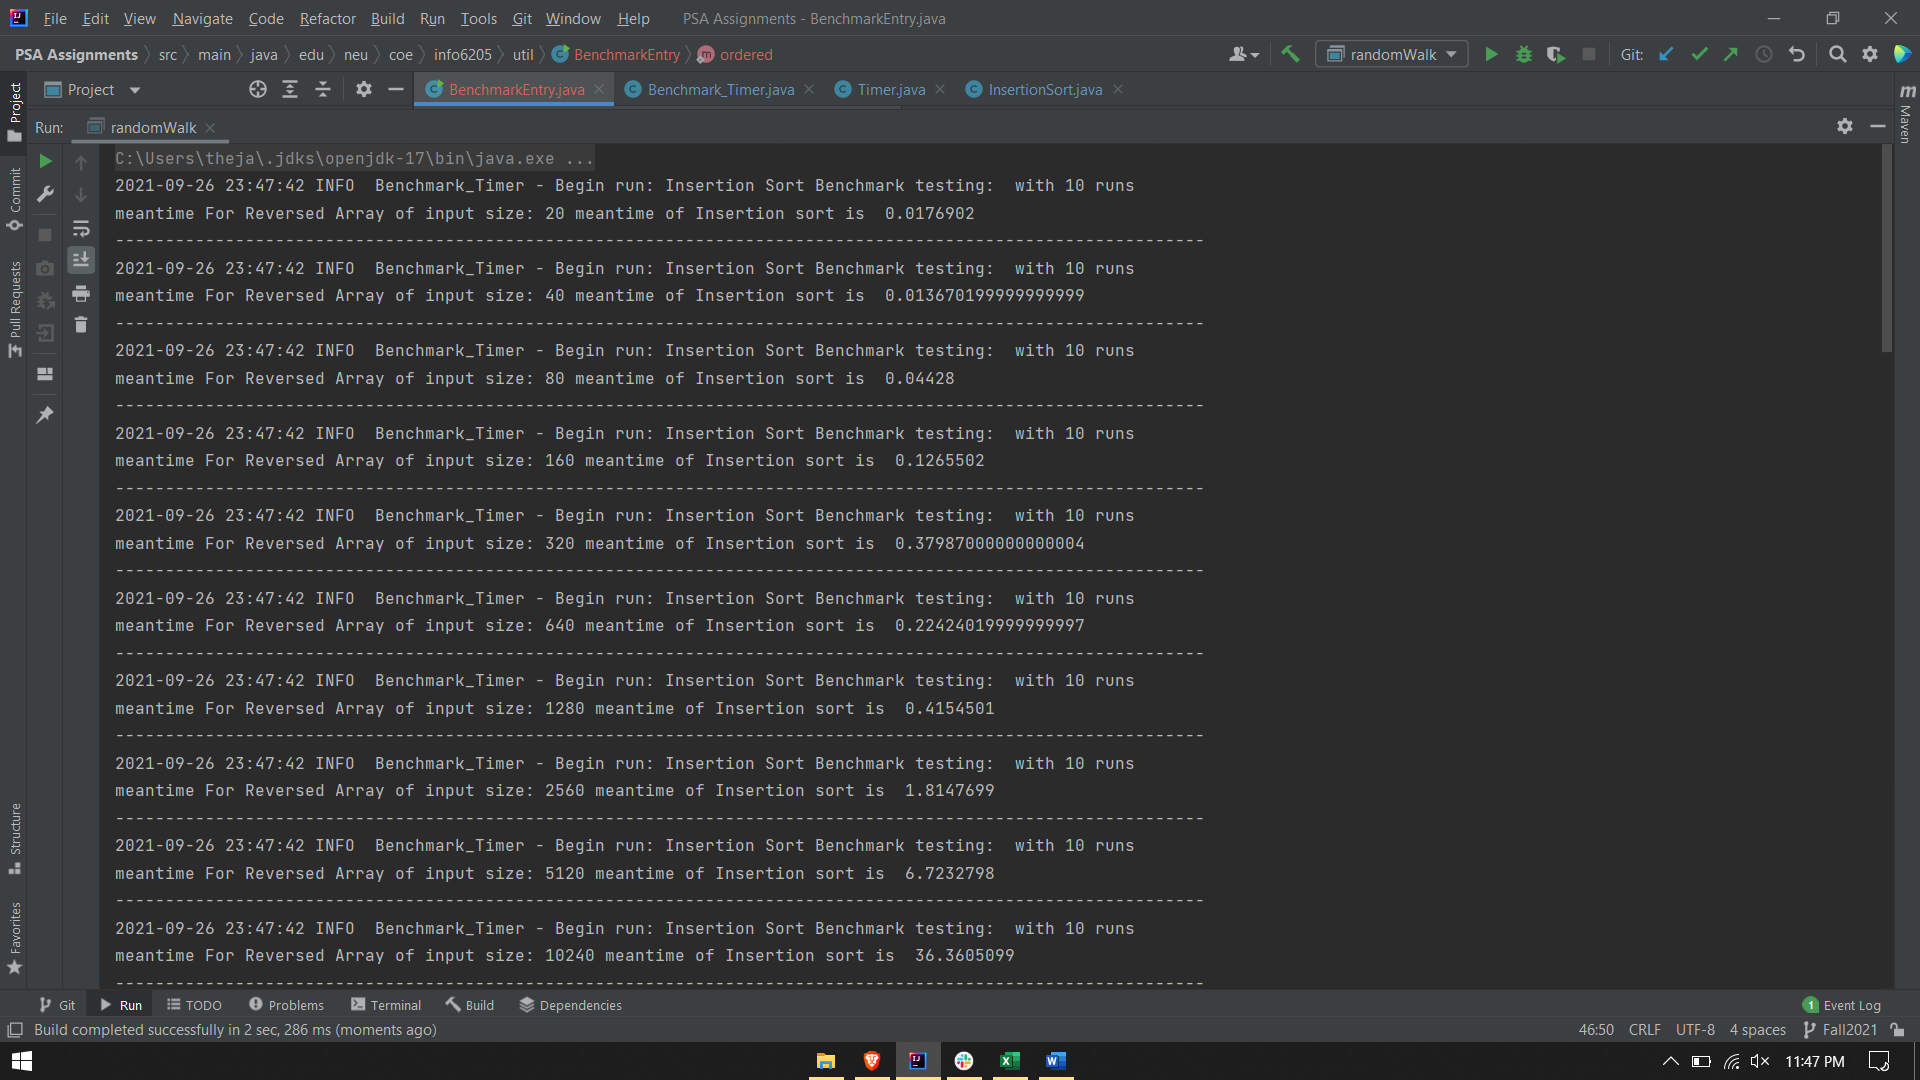 File Edit View Navigate Code Refactor Build Run Tools Git Window Help PSA Assignments - BenchmarkEntry.java
PSA Assignments src main java edu neu coe info6205 util BenchmarkEntry ordered randomWalk Git:
Project BenchmarkEntry.java Benchmark_Timer.java Timer.java InsertionSort.java
Run: randomWalk
C:\Users\theja\.jdks\openjdk-17\bin\java.exe ...
2021-09-26 23:47:42 INFO  Benchmark_Timer - Begin run: Insertion Sort Benchmark testing:  with 10 runs
meantime For Reversed Array of input size: 20 meantime of Insertion sort is  0.0176902
-------------------------------------------------------------------------------------------------------------
2021-09-26 23:47:42 INFO  Benchmark_Timer - Begin run: Insertion Sort Benchmark testing:  with 10 runs
meantime For Reversed Array of input size: 40 meantime of Insertion sort is  0.013670199999999999
-------------------------------------------------------------------------------------------------------------
2021-09-26 23:47:42 INFO  Benchmark_Timer - Begin run: Insertion Sort Benchmark testing:  with 10 runs
meantime For Reversed Array of input size: 80 meantime of Insertion sort is  0.04428
-------------------------------------------------------------------------------------------------------------
2021-09-26 23:47:42 INFO  Benchmark_Timer - Begin run: Insertion Sort Benchmark testing:  with 10 runs
meantime For Reversed Array of input size: 160 meantime of Insertion sort is  0.1265502
-------------------------------------------------------------------------------------------------------------
2021-09-26 23:47:42 INFO  Benchmark_Timer - Begin run: Insertion Sort Benchmark testing:  with 10 runs
meantime For Reversed Array of input size: 320 meantime of Insertion sort is  0.37987000000000004
-------------------------------------------------------------------------------------------------------------
2021-09-26 23:47:42 INFO  Benchmark_Timer - Begin run: Insertion Sort Benchmark testing:  with 10 runs
meantime For Reversed Array of input size: 640 meantime of Insertion sort is  0.22424019999999997
-------------------------------------------------------------------------------------------------------------
2021-09-26 23:47:42 INFO  Benchmark_Timer - Begin run: Insertion Sort Benchmark testing:  with 10 runs
meantime For Reversed Array of input size: 1280 meantime of Insertion sort is  0.4154501
-------------------------------------------------------------------------------------------------------------
2021-09-26 23:47:42 INFO  Benchmark_Timer - Begin run: Insertion Sort Benchmark testing:  with 10 runs
meantime For Reversed Array of input size: 2560 meantime of Insertion sort is  1.8147699
-------------------------------------------------------------------------------------------------------------
2021-09-26 23:47:42 INFO  Benchmark_Timer - Begin run: Insertion Sort Benchmark testing:  with 10 runs
meantime For Reversed Array of input size: 5120 meantime of Insertion sort is  6.7232798
-------------------------------------------------------------------------------------------------------------
2021-09-26 23:47:42 INFO  Benchmark_Timer - Begin run: Insertion Sort Benchmark testing:  with 10 runs
meantime For Reversed Array of input size: 10240 meantime of Insertion sort is  36.3605099
-------------------------------------------------------------------------------------------------------------
Project
Commit
Pull Requests
Structure
Favorites
Maven
Git Run TODO Problems Terminal Build Dependencies 1 Event Log
Build completed successfully in 2 sec, 286 ms (moments ago) 46:50 CRLF UTF-8 4 spaces Fall2021
11:47 PM